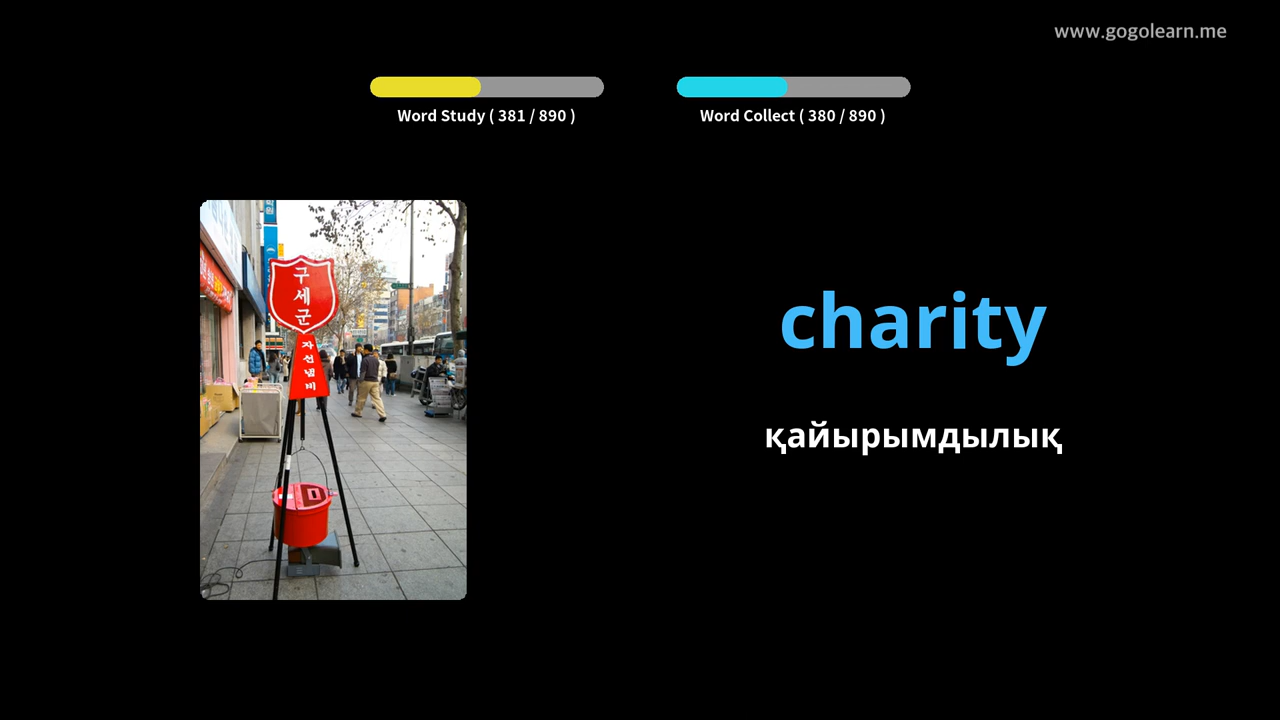 www.gogolearn.me
Word Study ( 381 / 890 )
Word Collect ( 380 / 890 )
구
세
군
자
선
냄
비
charity
қайырымдылық